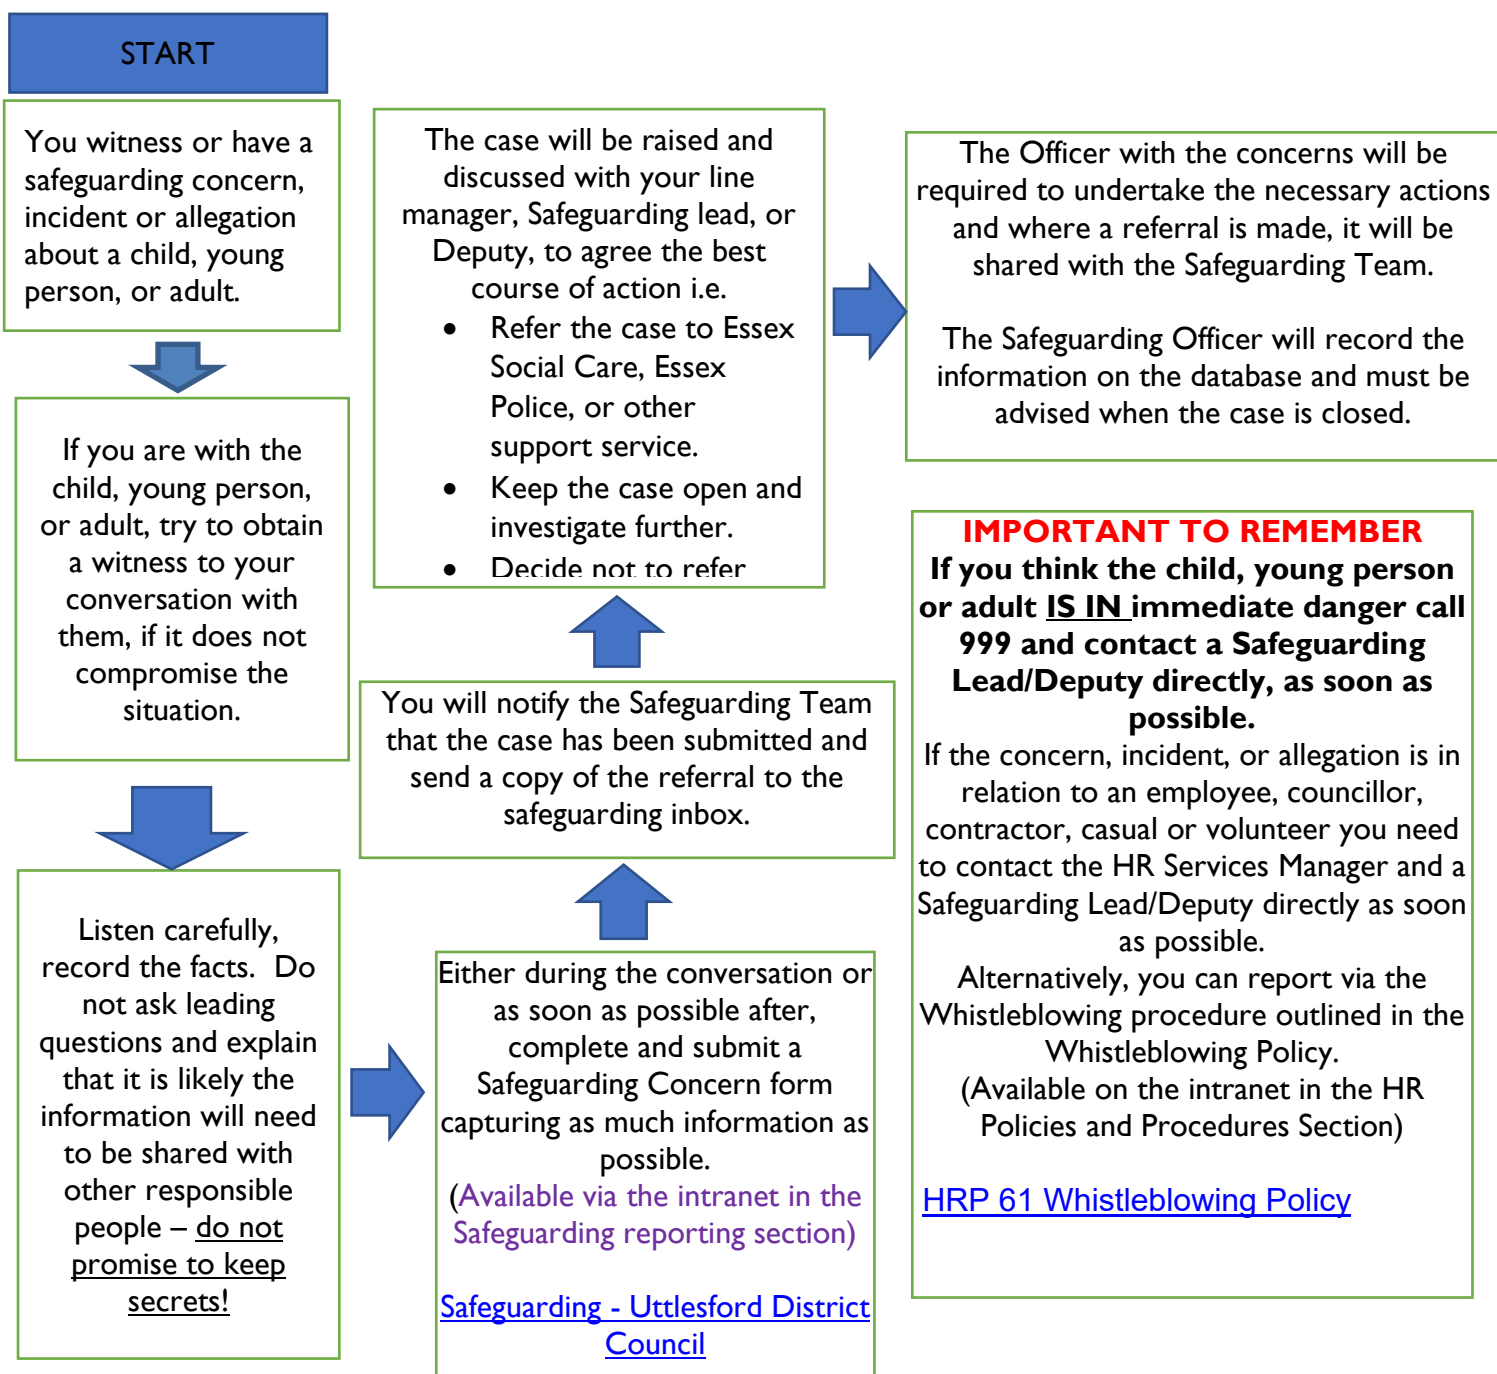 START
You witness or have a
safeguarding concern,
incident or allegation
about a child, young
person, or adult.
If you are with the
child, young person,
or adult, try to obtain
a witness to your
conversation with
them, if it does not
compromise the
situation.
Listen carefully,
record the facts. Do
not ask leading
questions and explain
that it is likely the
information will need
to be shared with
other responsible
people – do not
promise to keep
secrets!
Either during the conversation or
as soon as possible after,
complete and submit a
Safeguarding Concern form
capturing as much information as
possible.
(Available via the intranet in the
Safeguarding reporting section)
Safeguarding - Uttlesford District
Council
You will notify the Safeguarding Team
that the case has been submitted and
send a copy of the referral to the
safeguarding inbox.
The case will be raised and
discussed with your line
manager, Safeguarding lead, or
Deputy, to agree the best
course of action i.e.
• Refer the case to Essex
Social Care, Essex
Police, or other
support service.
• Keep the case open and
investigate further.
• Decide not to refer
The Officer with the concerns will be
required to undertake the necessary actions
and where a referral is made, it will be
shared with the Safeguarding Team.
The Safeguarding Officer will record the
information on the database and must be
advised when the case is closed.
IMPORTANT TO REMEMBER
If you think the child, young person
or adult IS IN immediate danger call
999 and contact a Safeguarding
Lead/Deputy directly, as soon as
possible.
If the concern, incident, or allegation is in
relation to an employee, councillor,
contractor, casual or volunteer you need
to contact the HR Services Manager and a
Safeguarding Lead/Deputy directly as soon
as possible.
Alternatively, you can report via the
Whistleblowing procedure outlined in the
Whistleblowing Policy.
(Available on the intranet in the HR
Policies and Procedures Section)
HRP 61 Whistleblowing Policy